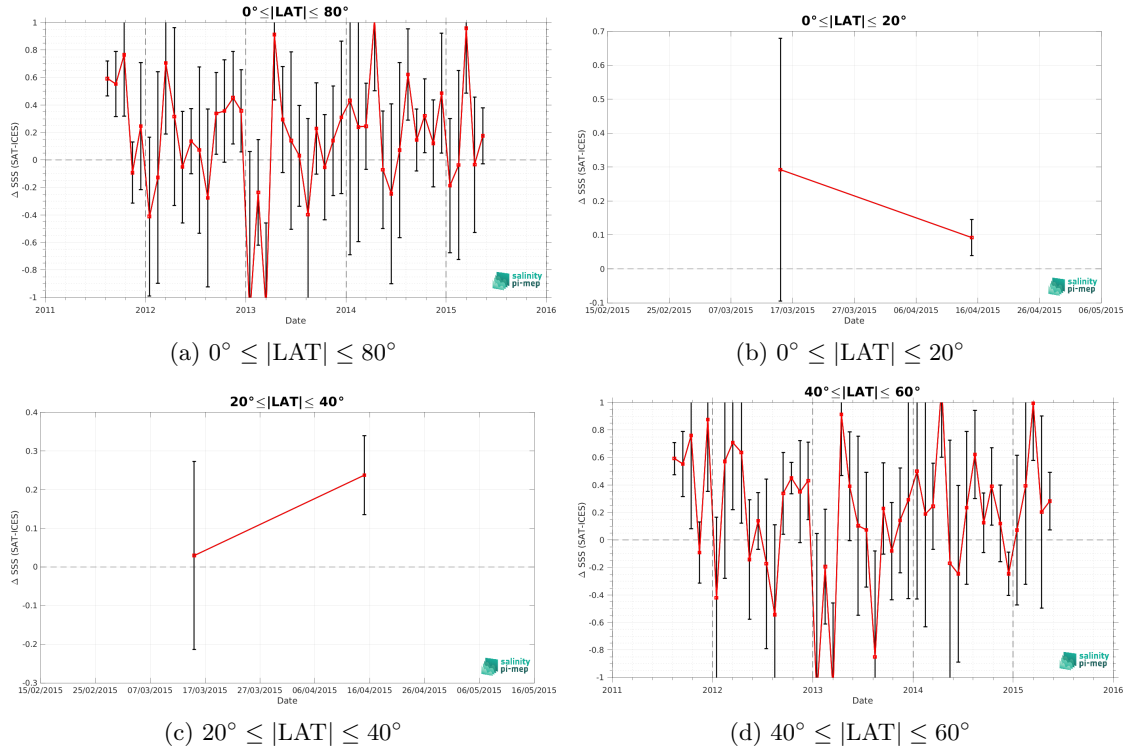 0°≤|LAT|≤ 80°
Δ SSS (SAT-ICES)
1
0.8
0.6
0.4
0.2
0
-0.2
-0.4
-0.6
-0.8
-1
2011 2012 2013 2014 2015 2016
Date
salinity
pi-mep
(a) 0° ≤ |LAT| ≤ 80°
0°≤|LAT|≤ 20°
Δ SSS (SAT-ICES)
0.7
0.6
0.5
0.4
0.3
0.2
0.1
0
-0.1
15/02/2015 25/02/2015 07/03/2015 17/03/2015 27/03/2015 06/04/2015 16/04/2015 26/04/2015 06/05/2015
Date
salinity
pi-mep
(b) 0° ≤ |LAT| ≤ 20°
20°≤|LAT|≤ 40°
Δ SSS (SAT-ICES)
0.4
0.3
0.2
0.1
0
-0.1
-0.2
-0.3
15/02/2015 25/02/2015 07/03/2015 17/03/2015 27/03/2015 06/04/2015 16/04/2015 26/04/2015 06/05/2015 16/05/2015
Date
salinity
pi-mep
(c) 20° ≤ |LAT| ≤ 40°
40°≤|LAT|≤ 60°
Δ SSS (SAT-ICES)
1
0.8
0.6
0.4
0.2
0
-0.2
-0.4
-0.6
-0.8
-1
2011 2012 2013 2014 2015 2016
Date
salinity
pi-mep
(d) 40° ≤ |LAT| ≤ 60°